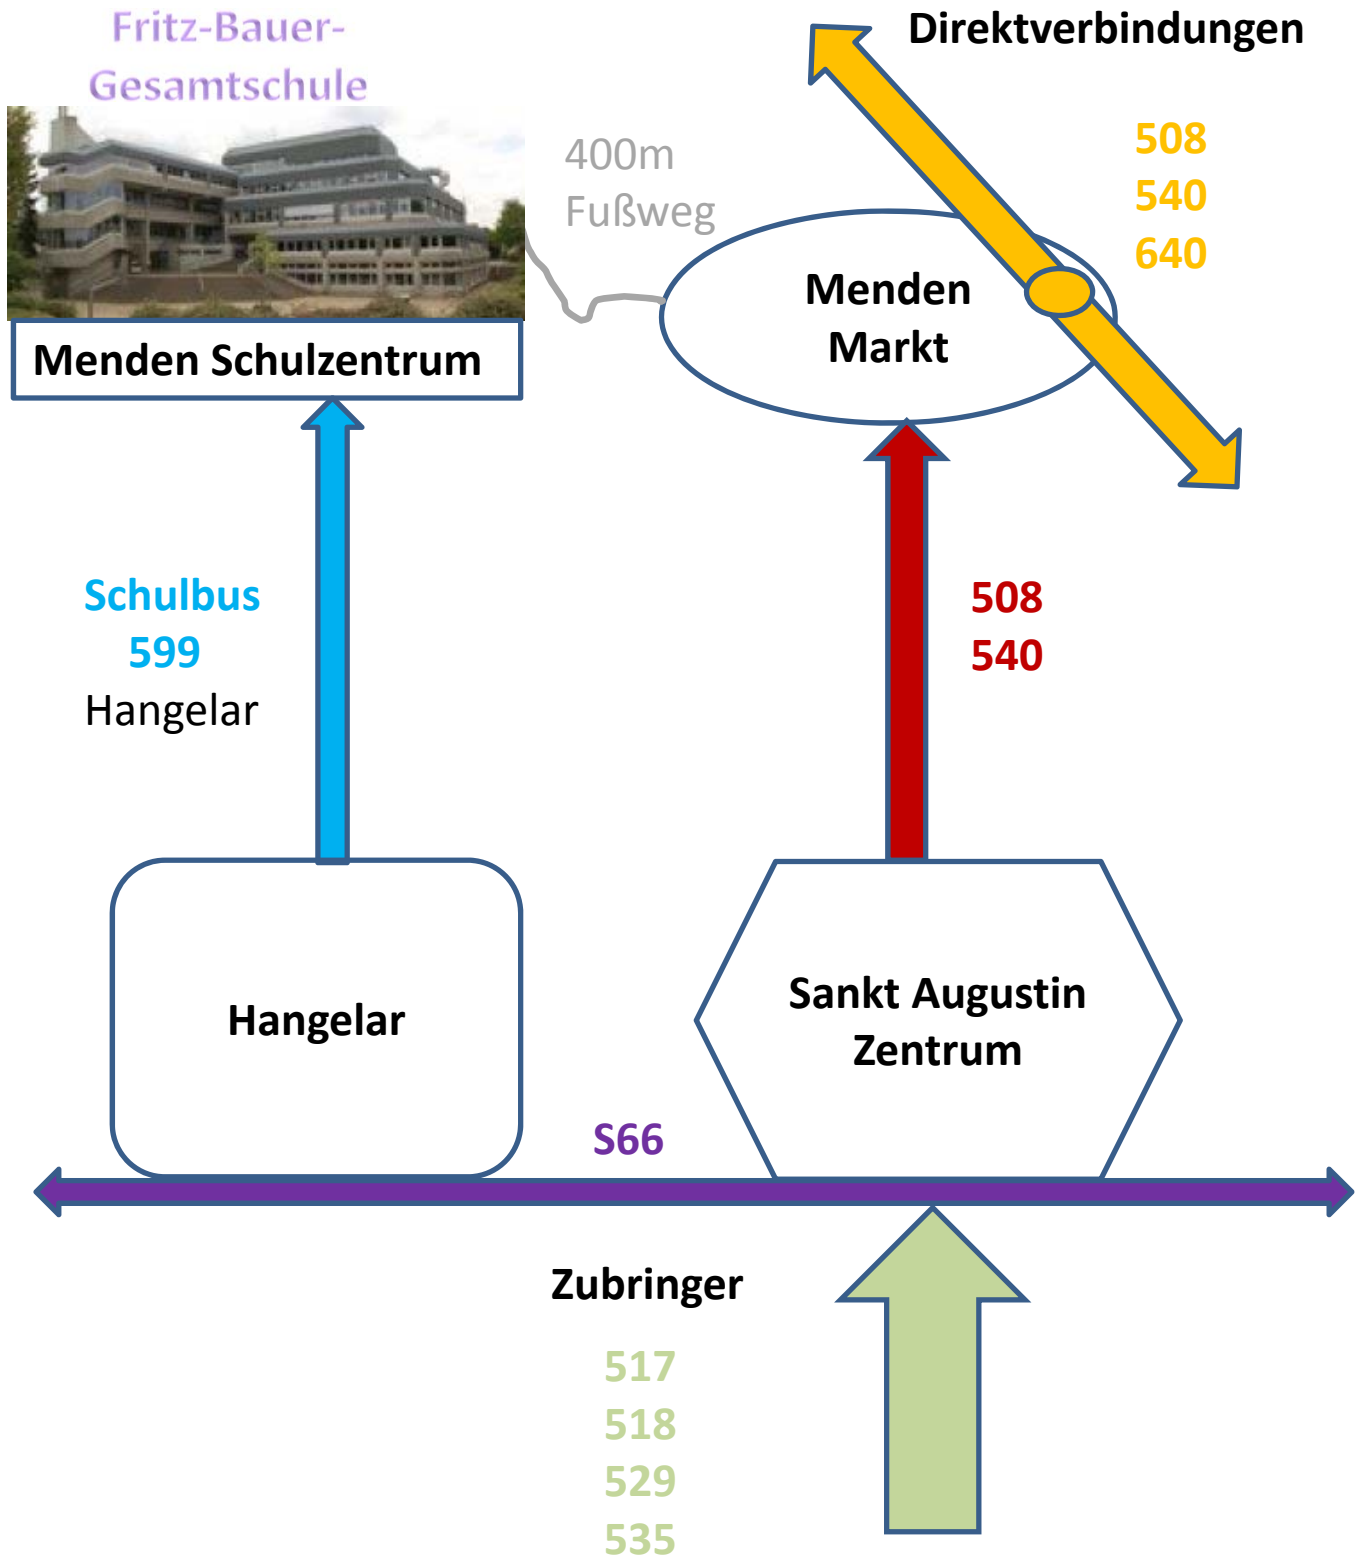 Fritz-Bauer-
Gesamtschule
Direktverbindungen
508
540
640
400m
Fußweg
Menden
Markt
Menden Schulzentrum
Schulbus
599
Hangelar
508
540
Hangelar
Sankt Augustin
Zentrum
S66
Zubringer
517
518
529
535